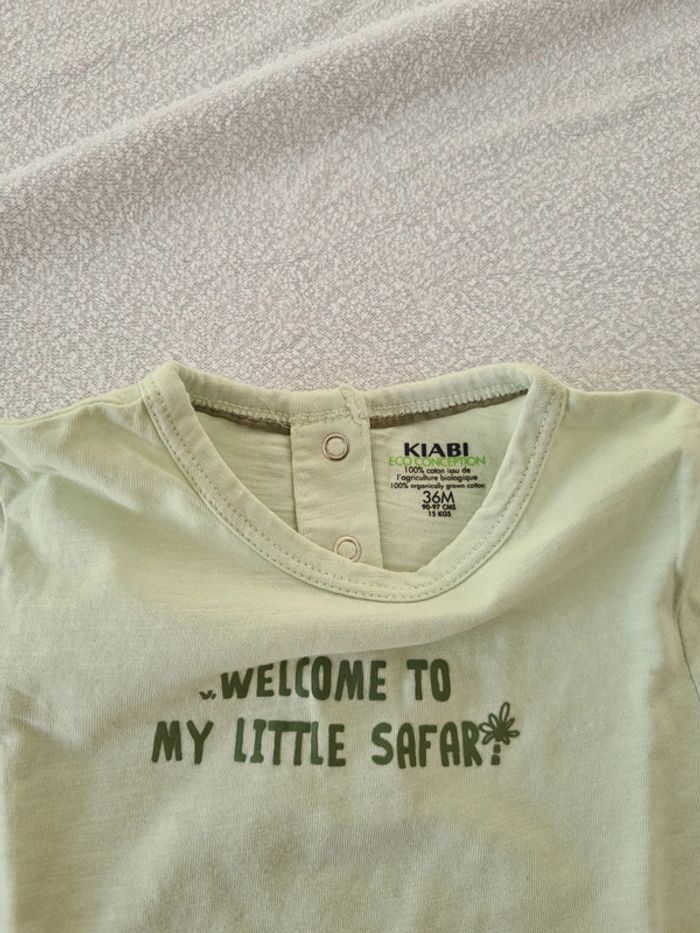 KIABI
ECO CONCEPTION
100% coton issu de
l'agriculture biologique
100% organically grown cotton
36M
90-97 CMS
15 KGS
WELCOME TO
MY LITTLE SAFARI